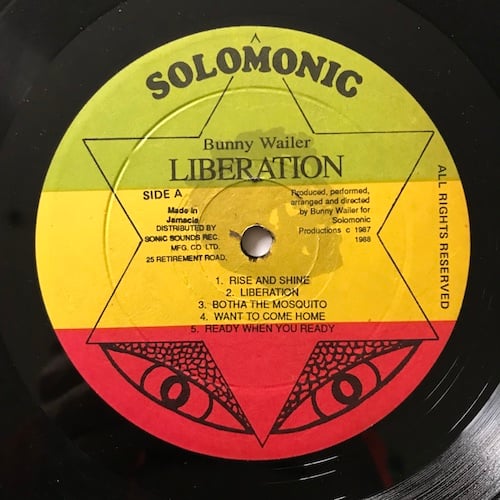 SOLOMONIC
Bunny Wailer
LIBERATION
SIDE A
Made in
Jamacia
DISTRIBUTED BY
SONIC SOUNDS REC.
MFG. CO. LTD.
25 RETIREMENT ROAD.
Produced, performed,
arranged and directed
by Bunny Wailer for
Solomonic
Productions c 1987
1988
ALL RIGHTS RESERVED
1. RISE AND SHINE
2. LIBERATION
3. BOTHA THE MOSQUITO
4. WANT TO COME HOME
5. READY WHEN YOU READY